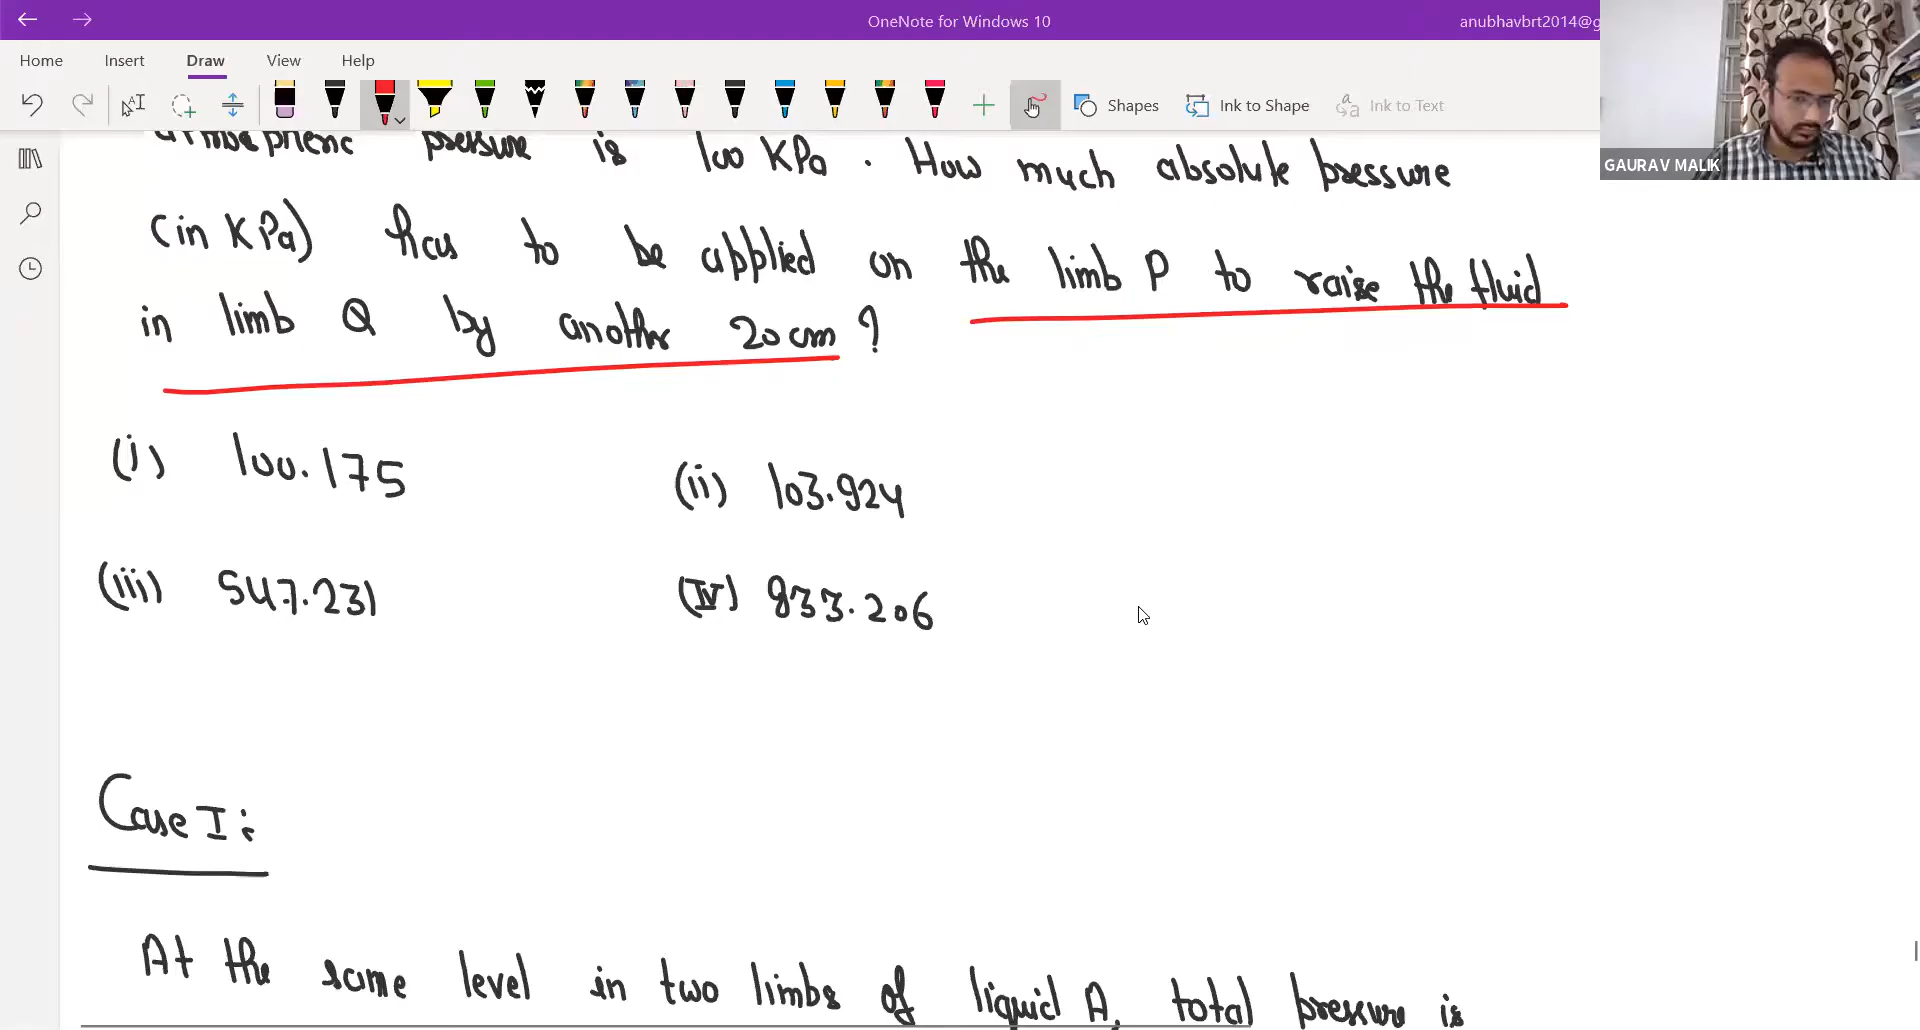 OneNote for Windows 10
anubhavbrt2014@g
Home Insert Draw View Help
Shapes Ink to Shape Ink to Text
GAURAV MALIK
atmospheric pressure is 100 KPa. How much absolute pressure
(in KPa) has to be applied on the limb P to raise the fluid
in limb Q by another 20 cm ?
(i) 100.175 (ii) 103.924
(iii) 547.231 (IV) 833.206
Case I:
At the same level in two limbs of liquid A, total pressure is